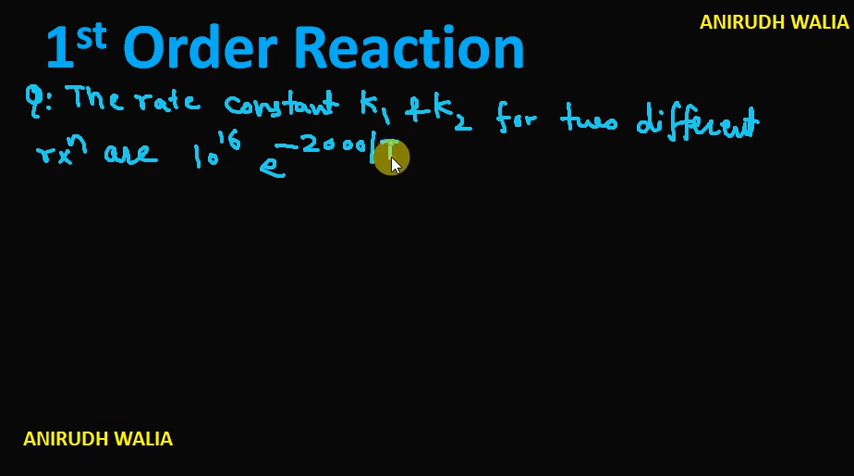 ANIRUDH WALIA
1st Order Reaction
Q: The rate constant K1 & K2 for two different
rxn are 10^16 e^-2000/T
ANIRUDH WALIA